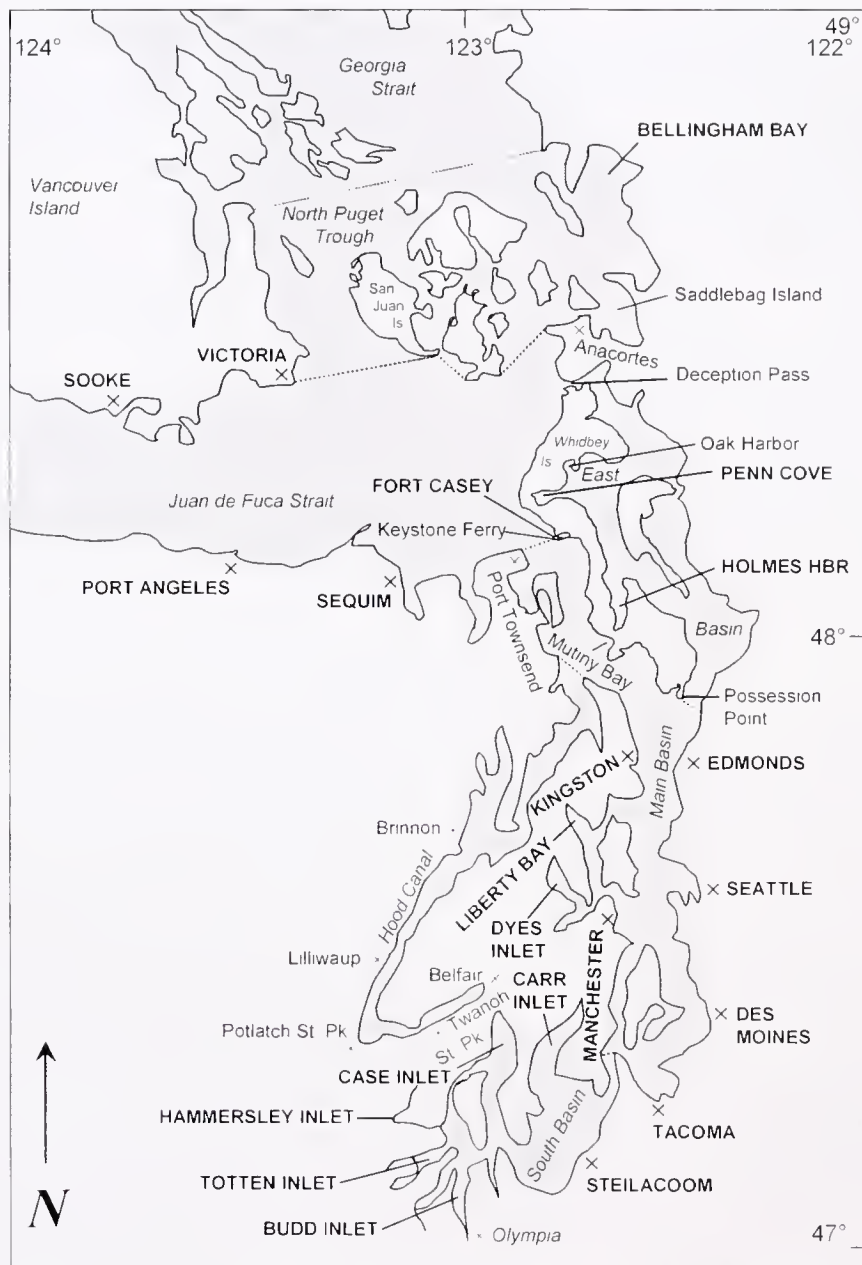 124°
123°
49°
122°
Georgia
Strait
BELLINGHAM BAY
Vancouver
Island
North Puget
Trough
San
Juan
Is
Saddlebag Island
Anacortes
VICTORIA
SOOKE
Deception Pass
Whidbey
Is
Oak Harbor
East
PENN COVE
FORT CASEY
Juan de Fuca Strait
Keystone Ferry
PORT ANGELES
SEQUIM
Port Townsend
HOLMES HBR
Basin
48°
Mutiny Bay
Possession
Point
KINGSTON
Main Basin
EDMONDS
Brinnon
Hood Canal
LIBERTY BAY
SEATTLE
DYES
INLET
Lilliwaup
Belfair
CARR
INLET
MANCHESTER
Twanoh
St Pk
Potlatch St Pk
DES
MOINES
CASE INLET
HAMMERSLEY INLET
TACOMA
South Basin
TOTTEN INLET
STEILACOOM
N
BUDD INLET
Olympia
47°